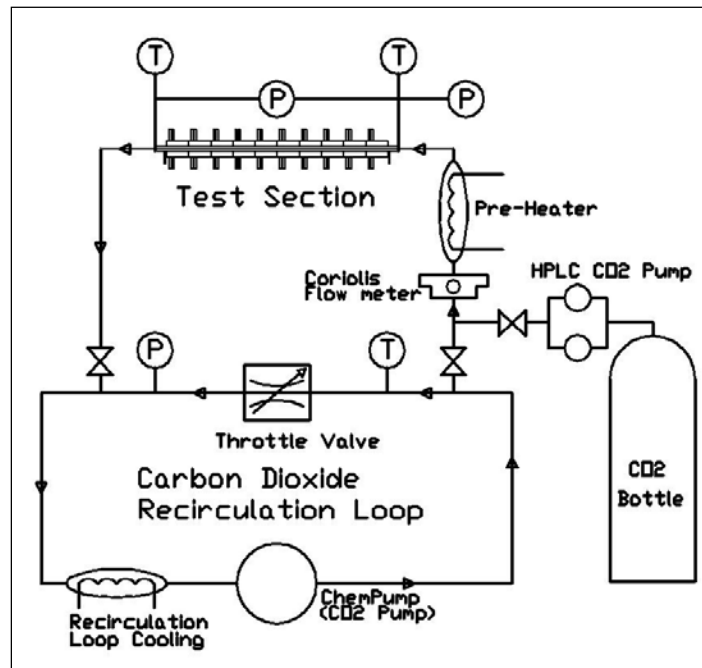 T
T
P
P
Test Section
Pre-Heater
Coriolis
Flow meter
HPLC CO2 Pump
P
T
Throttle Valve
Carbon Dioxide
Recirculation Loop
CO2
Bottle
ChemPump
(CO2 Pump)
Recirculation
Loop Cooling